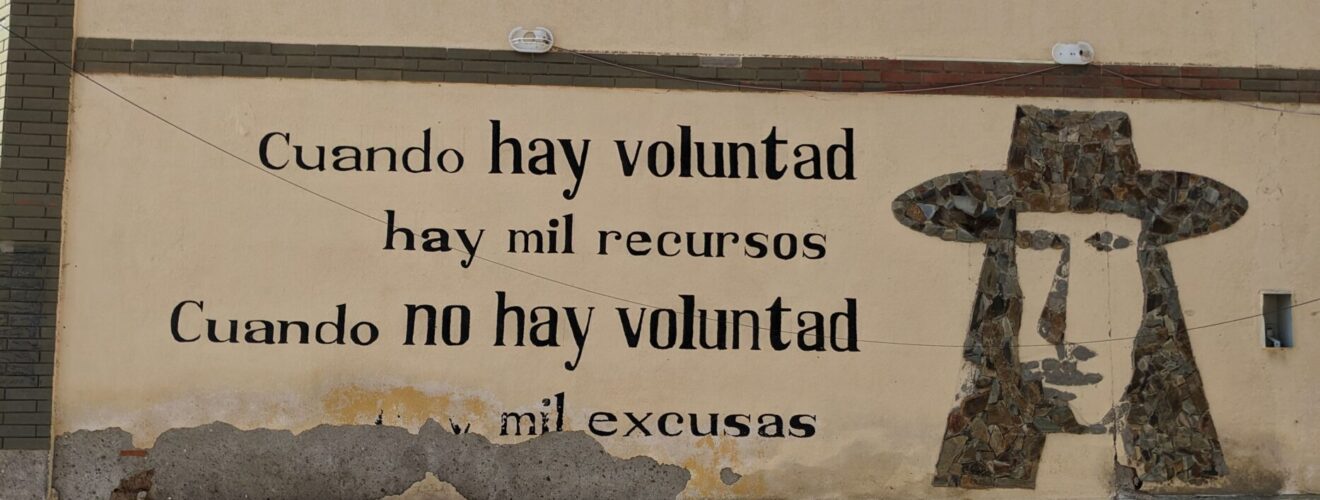 Cuando hay voluntad
hay mil recursos
Cuando no hay voluntad
mil excusas